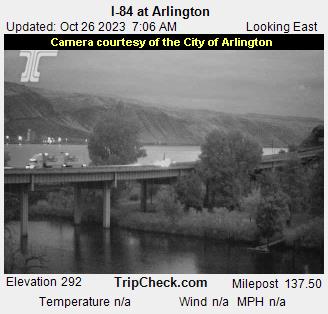 I-84 at Arlington
Updated: Oct 26 2023 7:06 AM Looking East
Camera courtesy of the City of Arlington
Elevation 292 TripCheck.com Milepost 137.50
Temperature n/a Wind n/a MPH n/a